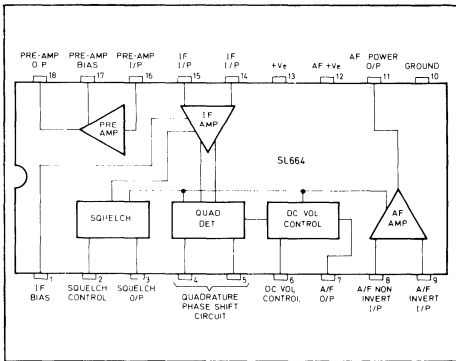 PRE-AMP PRE-AMP PRE-AMP IF IF +Ve AF +Ve AF POWER GROUND
O P BIAS I/P I/P I/P O/P
18 17 16 15 14 13 12 11 10
PRE
AMP
IF
AMP
SL664
SQUELCH
QUAD
DET
DC VOL
CONTROL
AF
AMP
1 2 3 4 5 6 7 8 9
IF
BIAS
SQUELCH
CONTROL
SQUELCH
O/P
QUADRATURE
PHASE SHIFT
CIRCUIT
DC VOL
CONTROL
A/F
O/P
A/F NON
INVERT
I/P
A/F
INVERT
I/P